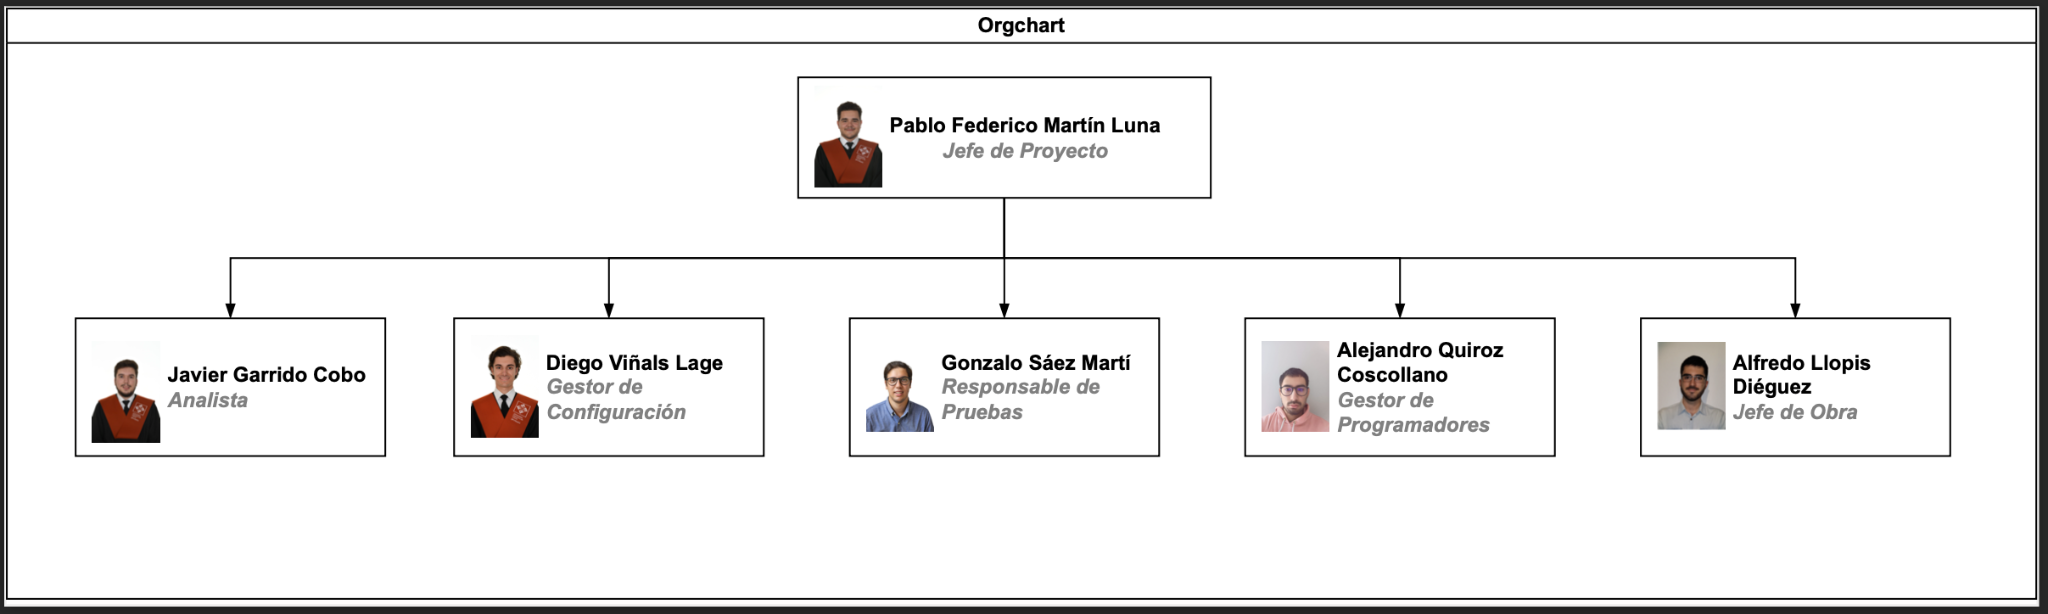 Orgchart
Pablo Federico Martín Luna
Jefe de Proyecto
Javier Garrido Cobo
Analista
Diego Viñals Lage
Gestor de
Configuración
Gonzalo Sáez Martí
Responsable de
Pruebas
Alejandro Quiroz
Coscollano
Gestor de
Programadores
Alfredo Llopis
Diéguez
Jefe de Obra